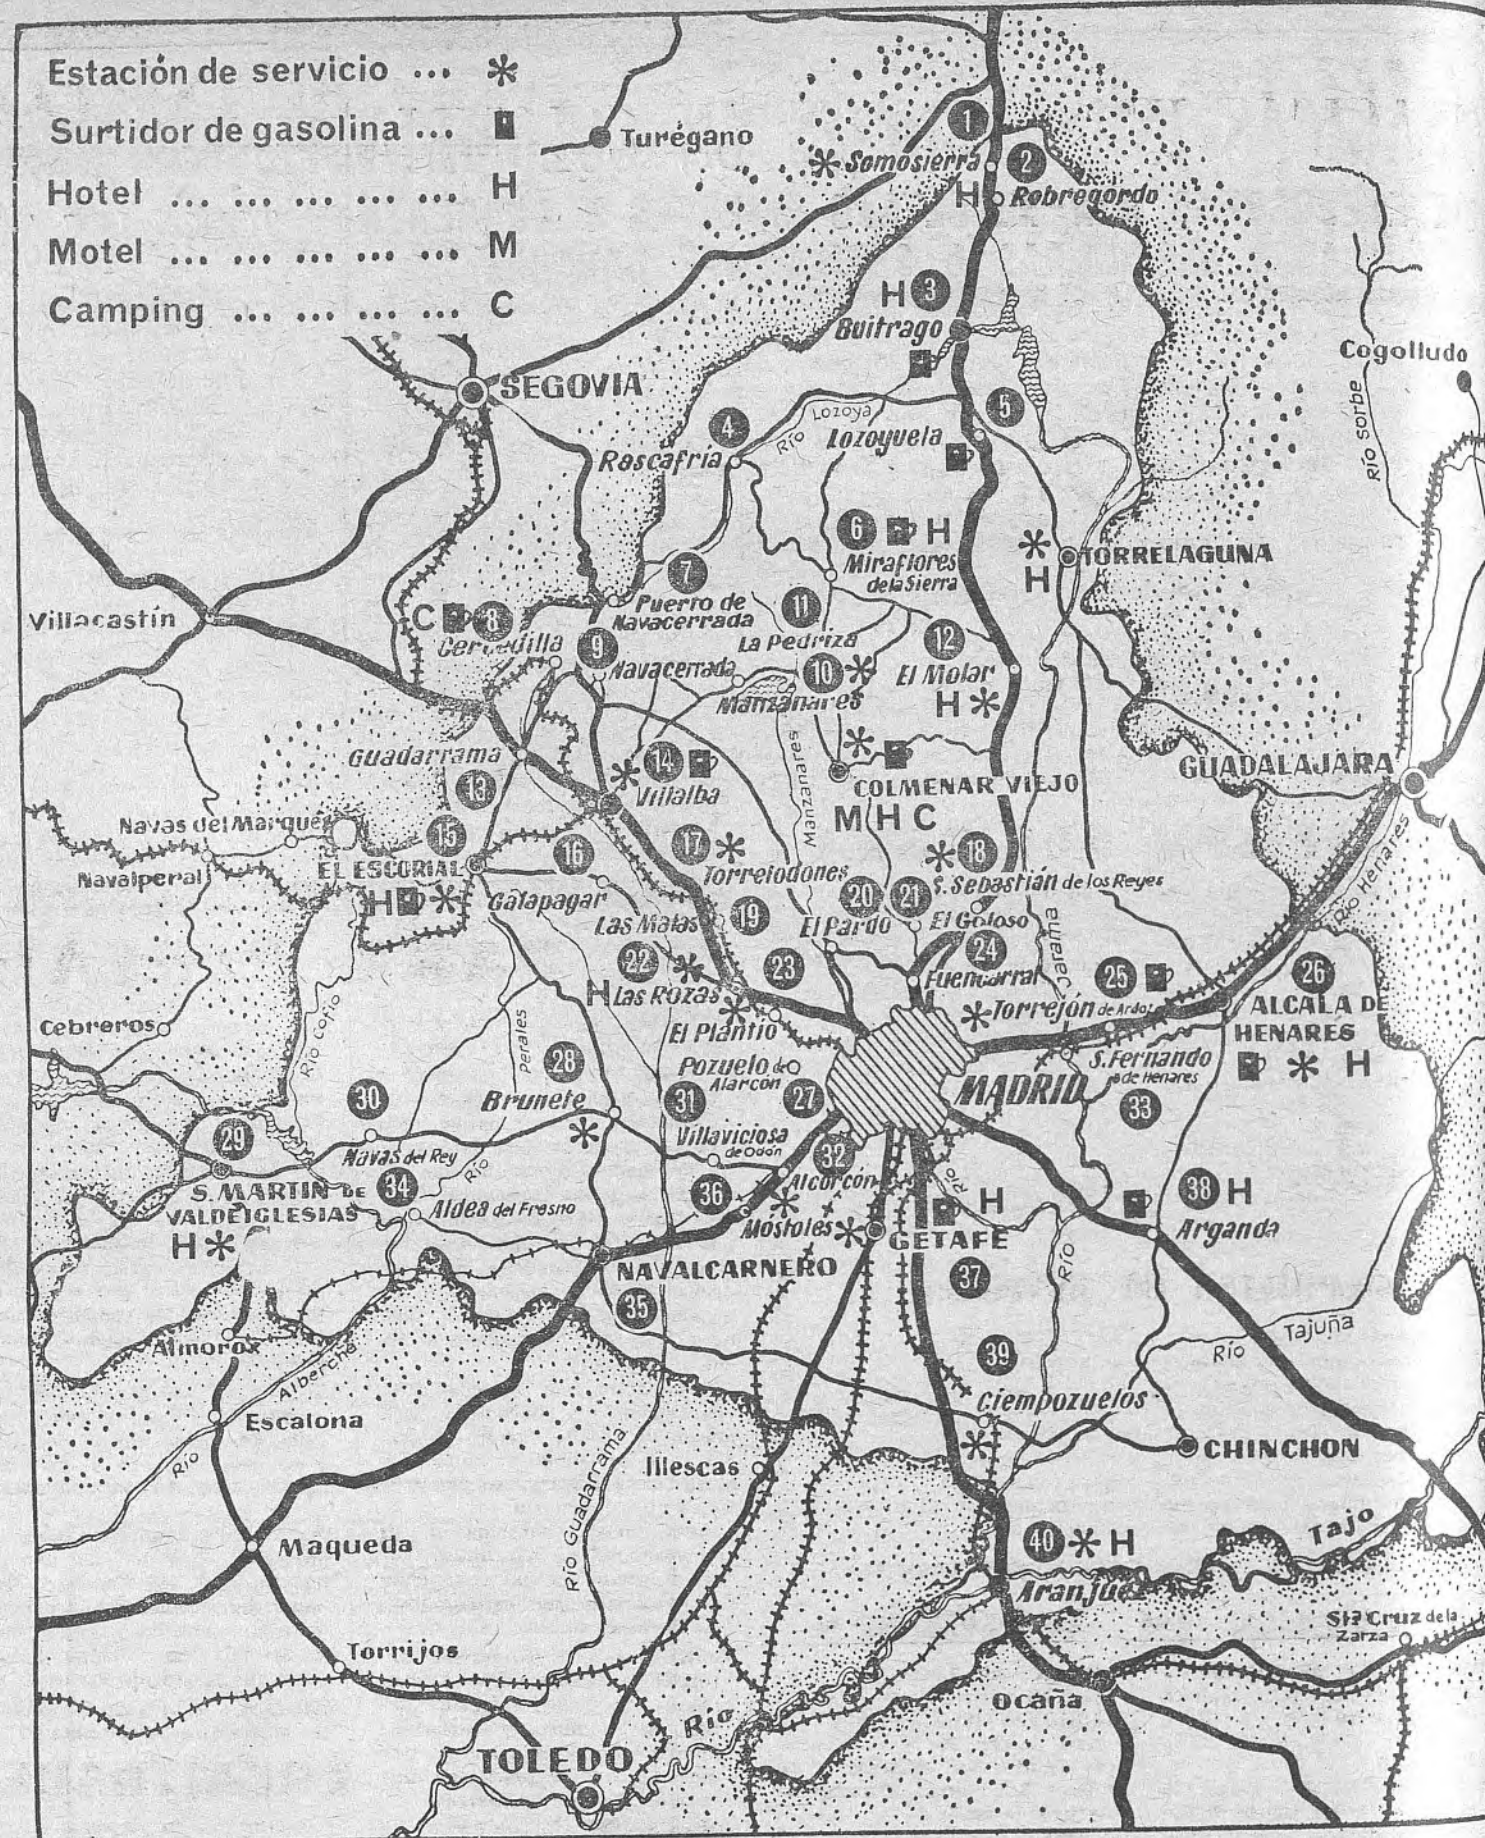 Estación de servicio ... *
Surtidor de gasolina ...
Hotel ... ... ... ... ... H
Motel ... ... ... ... ... M
Camping ... ... ... ... C
Turégano
1
* Somosierra
2
H Robregordo
H 3
Buitrago
Cogolludo
SEGOVIA
Río sorbe
4
Río Lozoya
5
Lozoyuela
Rascafría
6 H
Miraflores
de la Sierra
*
H
TORRELAGUNA
7
Puerto de
Navacerrada
Villacastín
C 8
Cercedilla
11
La Pedriza
9
Navacerrada
12
El Molar
H *
10 *
Manzanares
Guadarrama
13
14
* Villalba
Manzanares
*
COLMENAR VIEJO
M H C
GUADALAJARA
Navas del Marques
15
EL ESCORIAL
H *
Navalperal
16
Galapagar
17 *
Torrelodones
* 18
S. Sebastián de los Reyes
Río Henares
Las Matas
19
20
El Pardo
21
El Goloso
22 *
H Las Rozas
23
24
Fuencarral
Jarama
25
* Torrejón de Ardoz
26
ALCALA DE
HENARES
* H
Cebreros
Río Cofio
Perales
*
El Plantío
28
Brunete
*
Pozuelo de
Alarcón
27
MADRID
S. Fernando
de Henares
33
30
Navas del Rey
Río
31
Villaviciosa
de Odón
32
Alcorcón
*
29
S. MARTIN DE
VALDEIGLESIAS
H *
34
Aldea del Fresno
36
Móstoles
*
GETAFE
37
H
Río
38 H
Arganda
NAVALCARNERO
35
Río
Almorox
Alberche
Río
Escalona
39
Ciempozuelos
*
Río Tajuña
CHINCHON
Illescas
Río Guadarrama
Maqueda
40 * H
Aranjuez
Tajo
Sta Cruz de la
Zarza
Torrijos
Ocaña
Río
TOLEDO